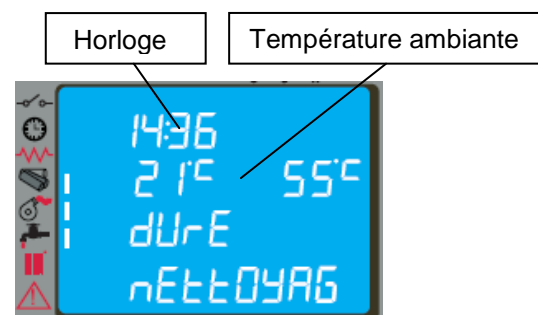 Horloge
Température ambiante
14:36
21°C 55°C
dUrE
nEttOYAG